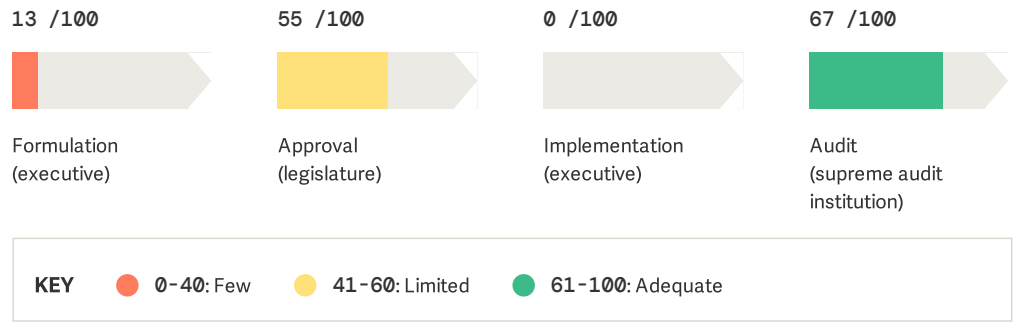 13 /100
55 /100
0 /100
67 /100
Formulation
(executive)
Approval
(legislature)
Implementation
(executive)
Audit
(supreme audit
institution)
KEY
0-40: Few
41-60: Limited
61-100: Adequate